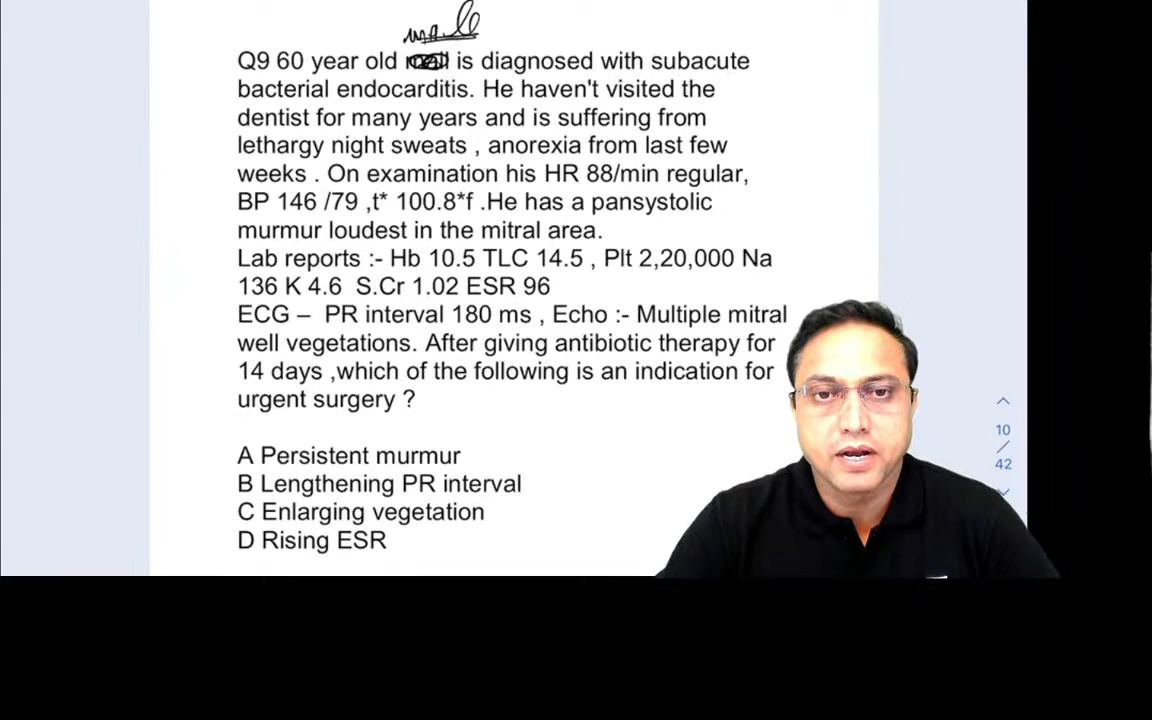 male
Q9 60 year old is diagnosed with subacute
bacterial endocarditis. He haven't visited the
dentist for many years and is suffering from
lethargy night sweats , anorexia from last few
weeks . On examination his HR 88/min regular,
BP 146 /79 ,t* 100.8*f .He has a pansystolic
murmur loudest in the mitral area.
Lab reports :- Hb 10.5 TLC 14.5 , Plt 2,20,000 Na
136 K 4.6 S.Cr 1.02 ESR 96
ECG – PR interval 180 ms , Echo :- Multiple mitral
well vegetations. After giving antibiotic therapy for
14 days ,which of the following is an indication for
urgent surgery ?
A Persistent murmur
B Lengthening PR interval
C Enlarging vegetation
D Rising ESR
10
/
42